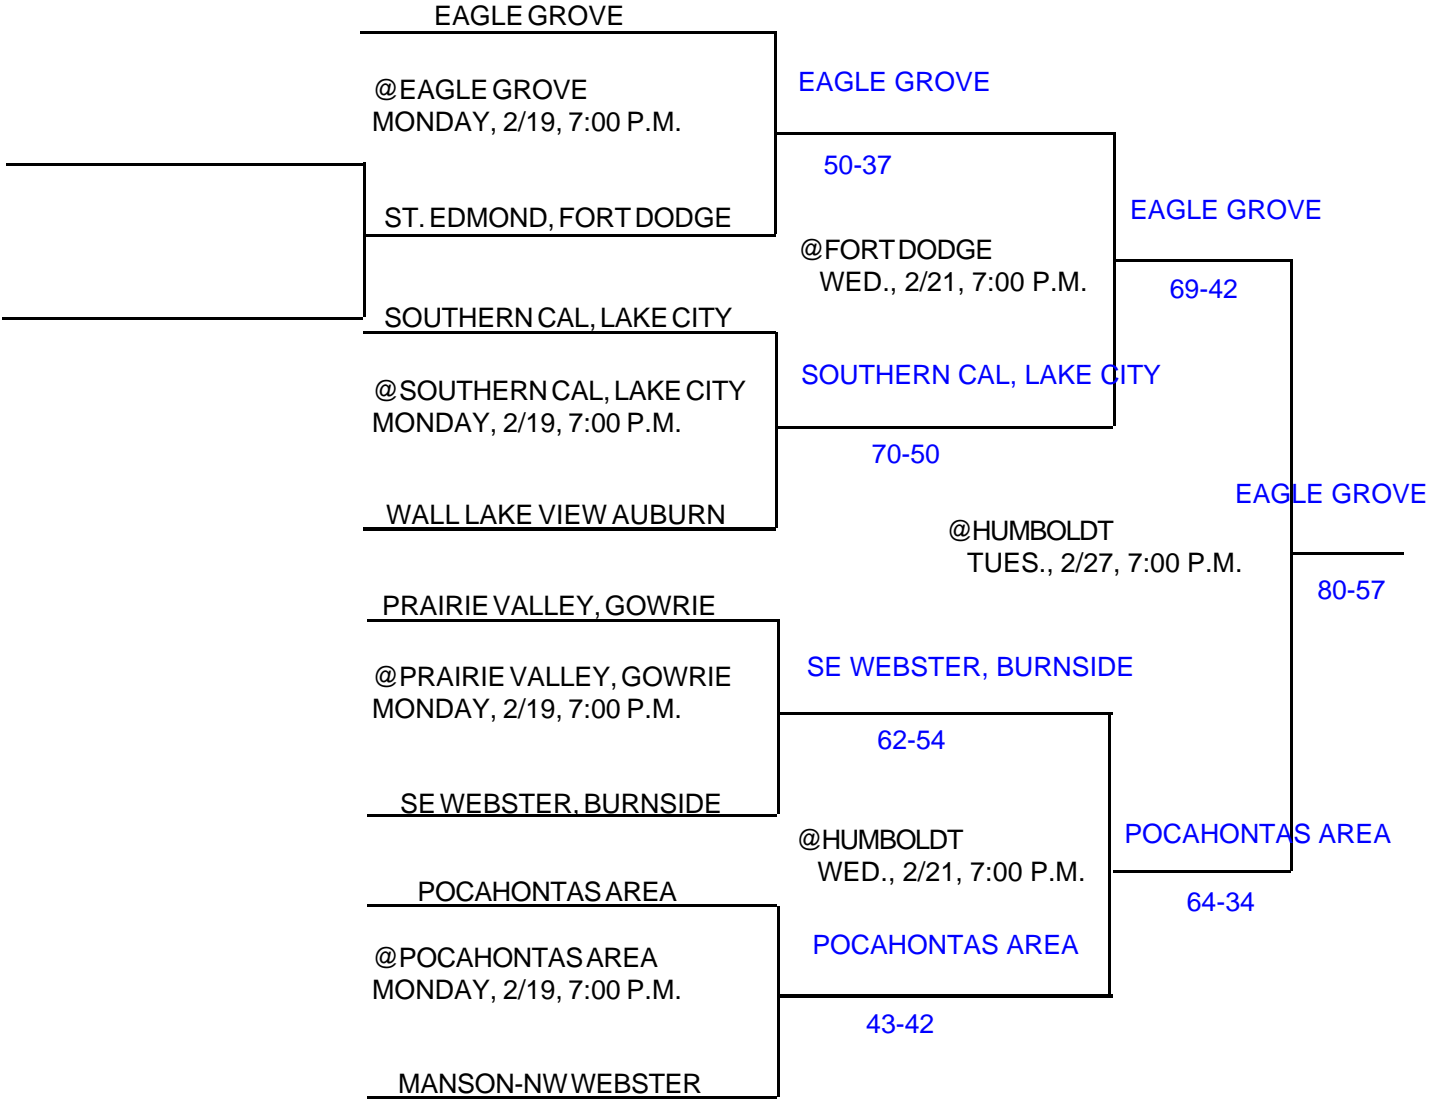 EAGLE GROVE
@EAGLE GROVE
MONDAY, 2/19, 7:00 P.M.
EAGLE GROVE
50-37
ST. EDMOND, FORT DODGE
EAGLE GROVE
@FORT DODGE
WED., 2/21, 7:00 P.M.
69-42
SOUTHERN CAL, LAKE CITY
@SOUTHERN CAL, LAKE CITY
MONDAY, 2/19, 7:00 P.M.
SOUTHERN CAL, LAKE CITY
70-50
WALL LAKE VIEW AUBURN
EAGLE GROVE
@HUMBOLDT
TUES., 2/27, 7:00 P.M.
80-57
PRAIRIE VALLEY, GOWRIE
@PRAIRIE VALLEY, GOWRIE
MONDAY, 2/19, 7:00 P.M.
SE WEBSTER, BURNSIDE
62-54
SE WEBSTER, BURNSIDE
@HUMBOLDT
WED., 2/21, 7:00 P.M.
POCAHONTAS AREA
64-34
POCAHONTAS AREA
@POCAHONTAS AREA
MONDAY, 2/19, 7:00 P.M.
POCAHONTAS AREA
43-42
MANSON-NW WEBSTER